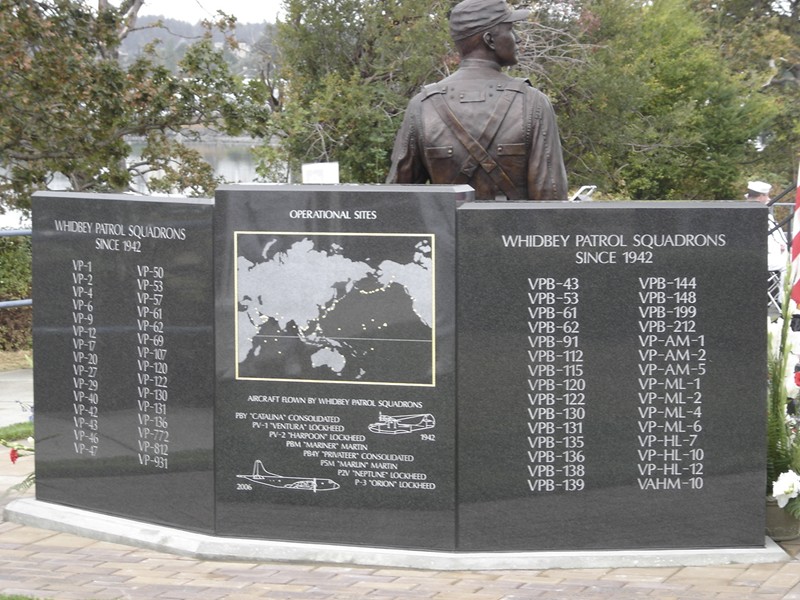 WHIDBEY PATROL SQUADRONS
SINCE 1942
VP-1 VP-50
VP-2 VP-53
VP-4 VP-57
VP-6 VP-61
VP-9 VP-62
VP-12 VP-69
VP-17 VP-107
VP-20 VP-120
VP-27 VP-122
VP-29 VP-130
VP-40 VP-131
VP-42 VP-136
VP-43 VP-772
VP-46 VP-812
VP-47 VP-931
OPERATIONAL SITES
AIRCRAFT FLOWN BY WHIDBEY PATROL SQUADRONS
PBY "CATALINA" CONSOLIDATED
PV-1 "VENTURA" LOCKHEED
PV-2 "HARPOON" LOCKHEED
1942
PBM "MARINER" MARTIN
PB4Y "PRIVATEER" CONSOLIDATED
P5M "MARLIN" MARTIN
P2V "NEPTUNE" LOCKHEED
P-3 "ORION" LOCKHEED
2006
WHIDBEY PATROL SQUADRONS
SINCE 1942
VPB-43 VPB-144
VPB-53 VPB-148
VPB-61 VPB-199
VPB-62 VPB-212
VPB-91 VP-AM-1
VPB-112 VP-AM-2
VPB-115 VP-AM-5
VPB-120 VP-ML-1
VPB-122 VP-ML-2
VPB-130 VP-ML-4
VPB-131 VP-ML-6
VPB-135 VP-HL-7
VPB-136 VP-HL-10
VPB-138 VP-HL-12
VPB-139 VAHM-10